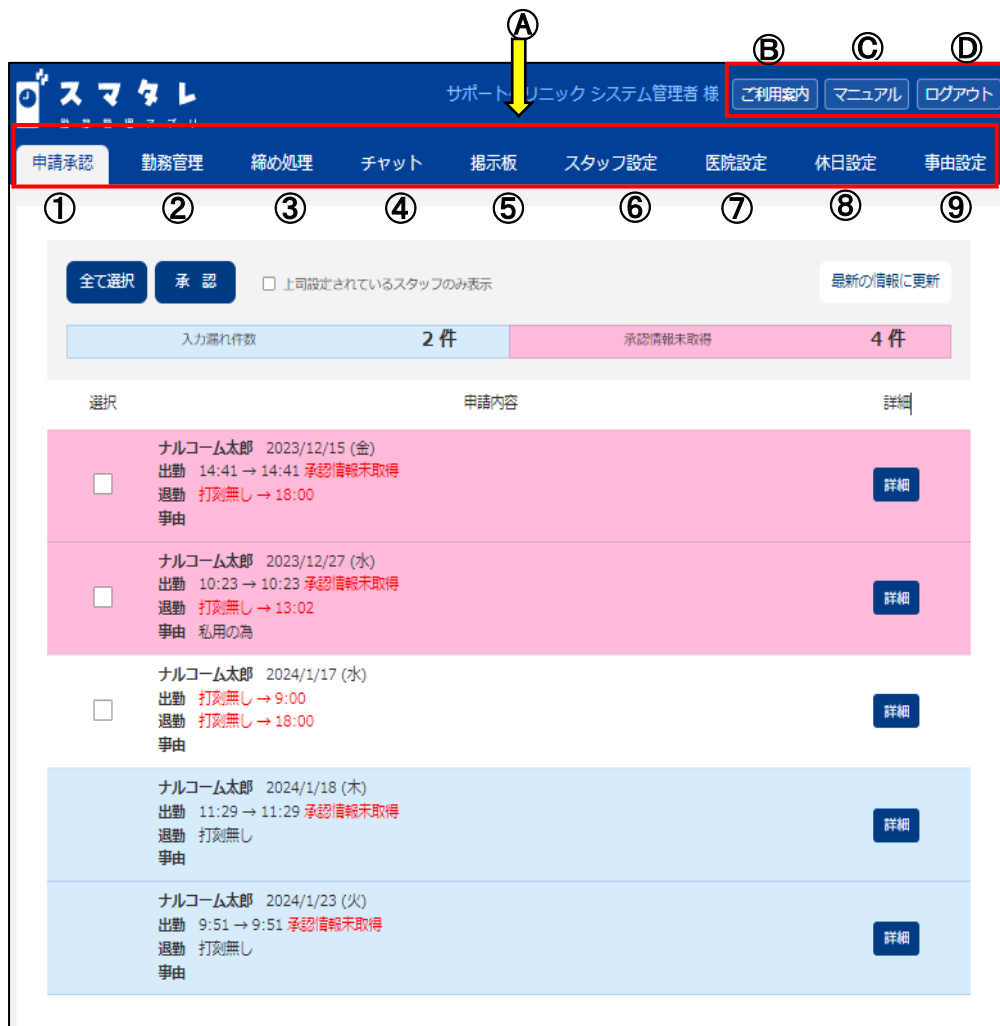 Ⓐ
Ⓑ Ⓒ Ⓓ
スマタレ
サポートクリニック システム管理者 様 ご利用案内 マニュアル ログアウト
申請承認 勤務管理 締め処理 チャット 掲示板 スタッフ設定 医院設定 休日設定 事由設定
① ② ③ ④ ⑤ ⑥ ⑦ ⑧ ⑨
全て選択 承 認 上司設定されているスタッフのみ表示 最新の情報に更新
入力漏れ件数 2 件 承認情報未取得 4 件
選択 申請内容 詳細
ナルコーム太郎 2023/12/15 (金)
出勤 14:41 → 14:41 承認情報未取得
退勤 打刻無し → 18:00
事由
詳細
ナルコーム太郎 2023/12/27 (水)
出勤 10:23 → 10:23 承認情報未取得
退勤 打刻無し → 13:02
事由 私用の為
詳細
ナルコーム太郎 2024/1/17 (水)
出勤 打刻無し → 9:00
退勤 打刻無し → 18:00
事由
詳細
ナルコーム太郎 2024/1/18 (木)
出勤 11:29 → 11:29 承認情報未取得
退勤 打刻無し
事由
詳細
ナルコーム太郎 2024/1/23 (火)
出勤 9:51 → 9:51 承認情報未取得
退勤 打刻無し
事由
詳細